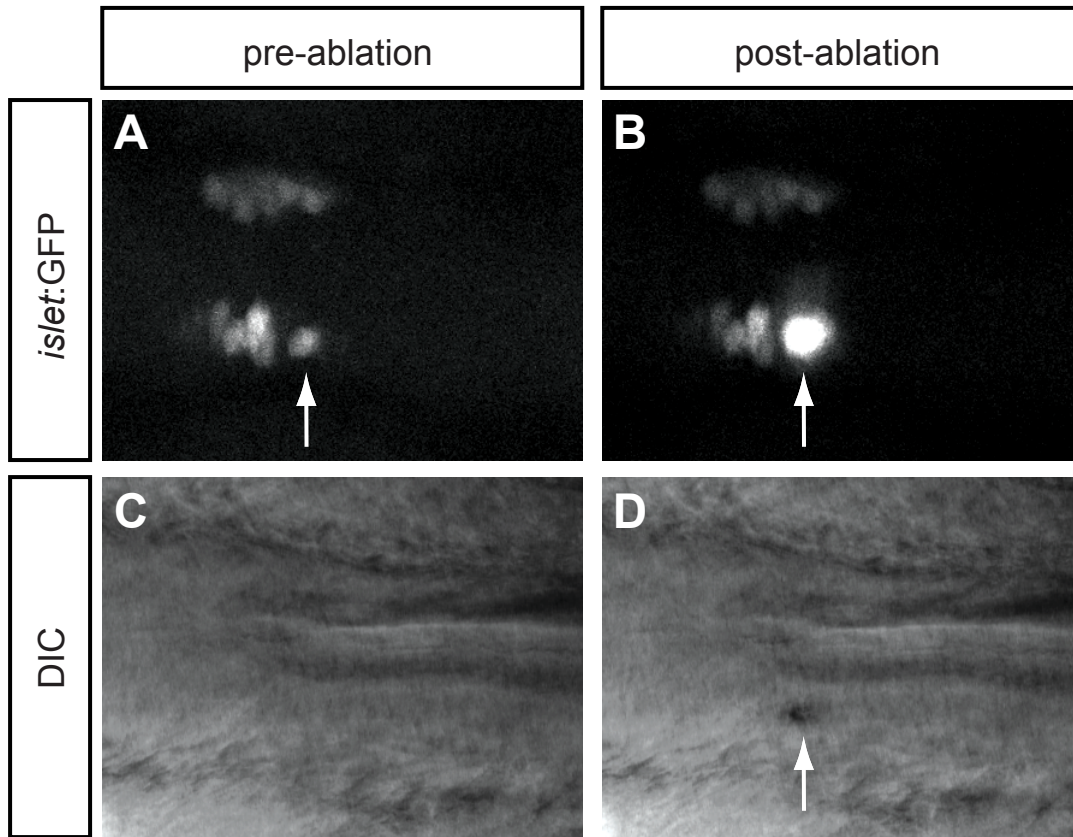 pre-ablation
post-ablation
islet:GFP
A
B
DIC
C
D